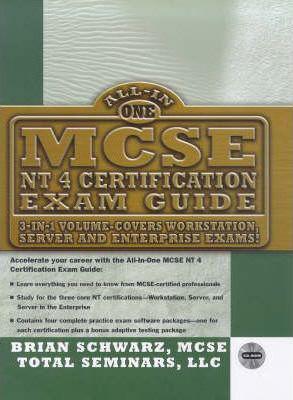 ALL-IN
ONE
MCSE
NT 4 CERTIFICATION
EXAM GUIDE
3-IN-1 VOLUME-COVERS WORKSTATION,
SERVER AND ENTERPRISE EXAMS!
Accelerate your career with the All-In-One MCSE NT 4
Certification Exam Guide:
Learn everything you need to know from MCSE-certified professionals
Study for the three core NT certifications—Workstation, Server, and
Server in the Enterprise
Contains four complete practice exam software packages—one for
each certification plus a bonus adaptive testing package
BRIAN SCHWARZ, MCSE
TOTAL SEMINARS, LLC
CD-ROM